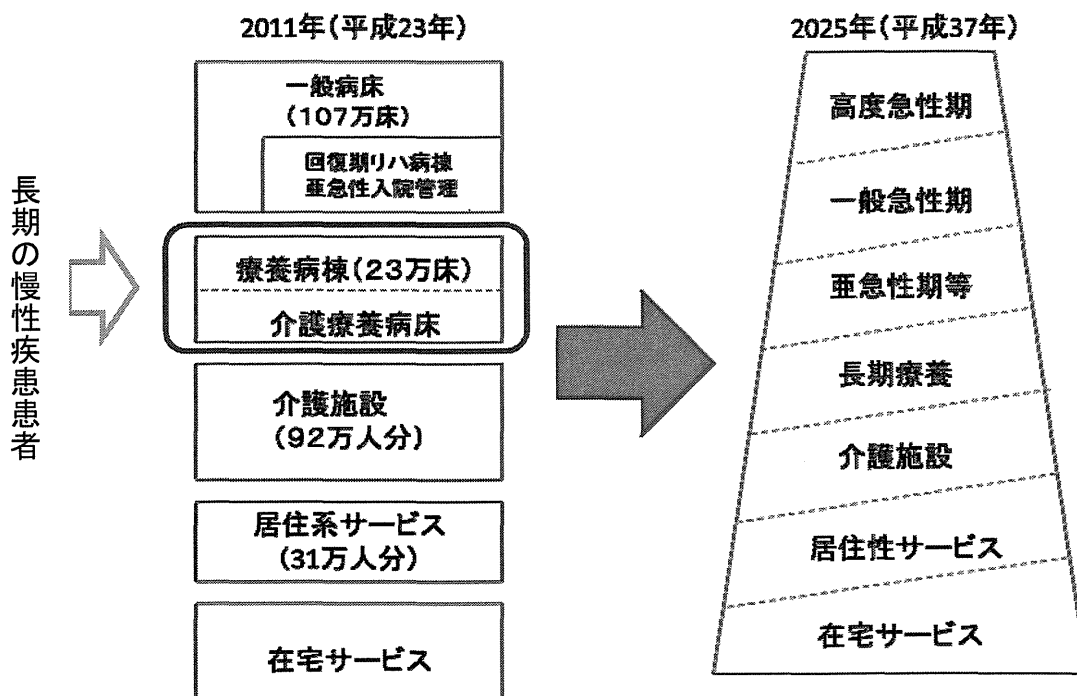 2011年(平成23年)
一般病床
(107万床)
回復期リハ病棟
亜急性入院管理
長期の慢性疾患患者
療養病棟(23万床)
介護療養病床
介護施設
(92万人分)
居住系サービス
(31万人分)
在宅サービス
2025年(平成37年)
高度急性期
一般急性期
亜急性期等
長期療養
介護施設
居住性サービス
在宅サービス